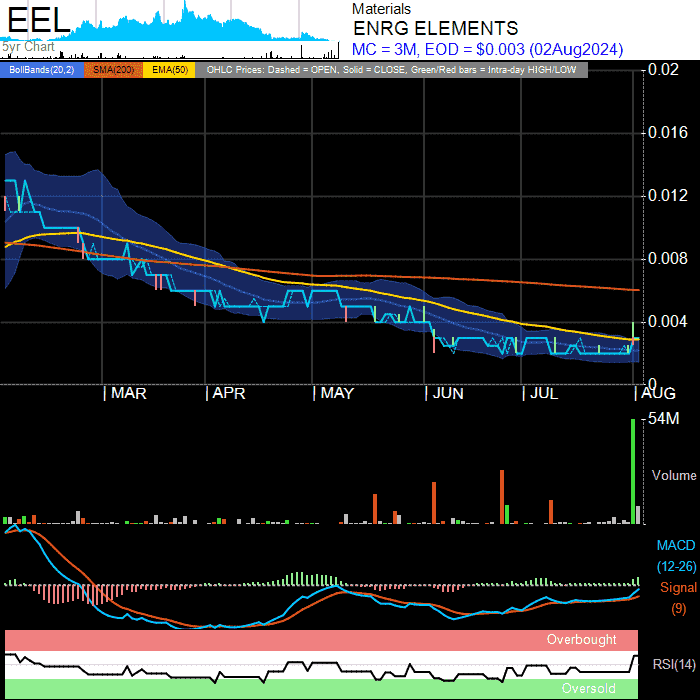 EEL
5yr Chart
Materials
ENRG ELEMENTS
MC = 3M, EOD = $0.003 (02Aug2024)
BollBands(20,2) SMA(200) EMA(50) OHLC Prices: Dashed = OPEN, Solid = CLOSE, Green/Red bars = Intra-day HIGH/LOW
0.02
0.016
0.012
0.008
0.004
0
MAR APR MAY JUN JUL AUG
54M
Volume
MACD
(12-26)
Signal
(9)
Overbought
RSI(14)
Oversold